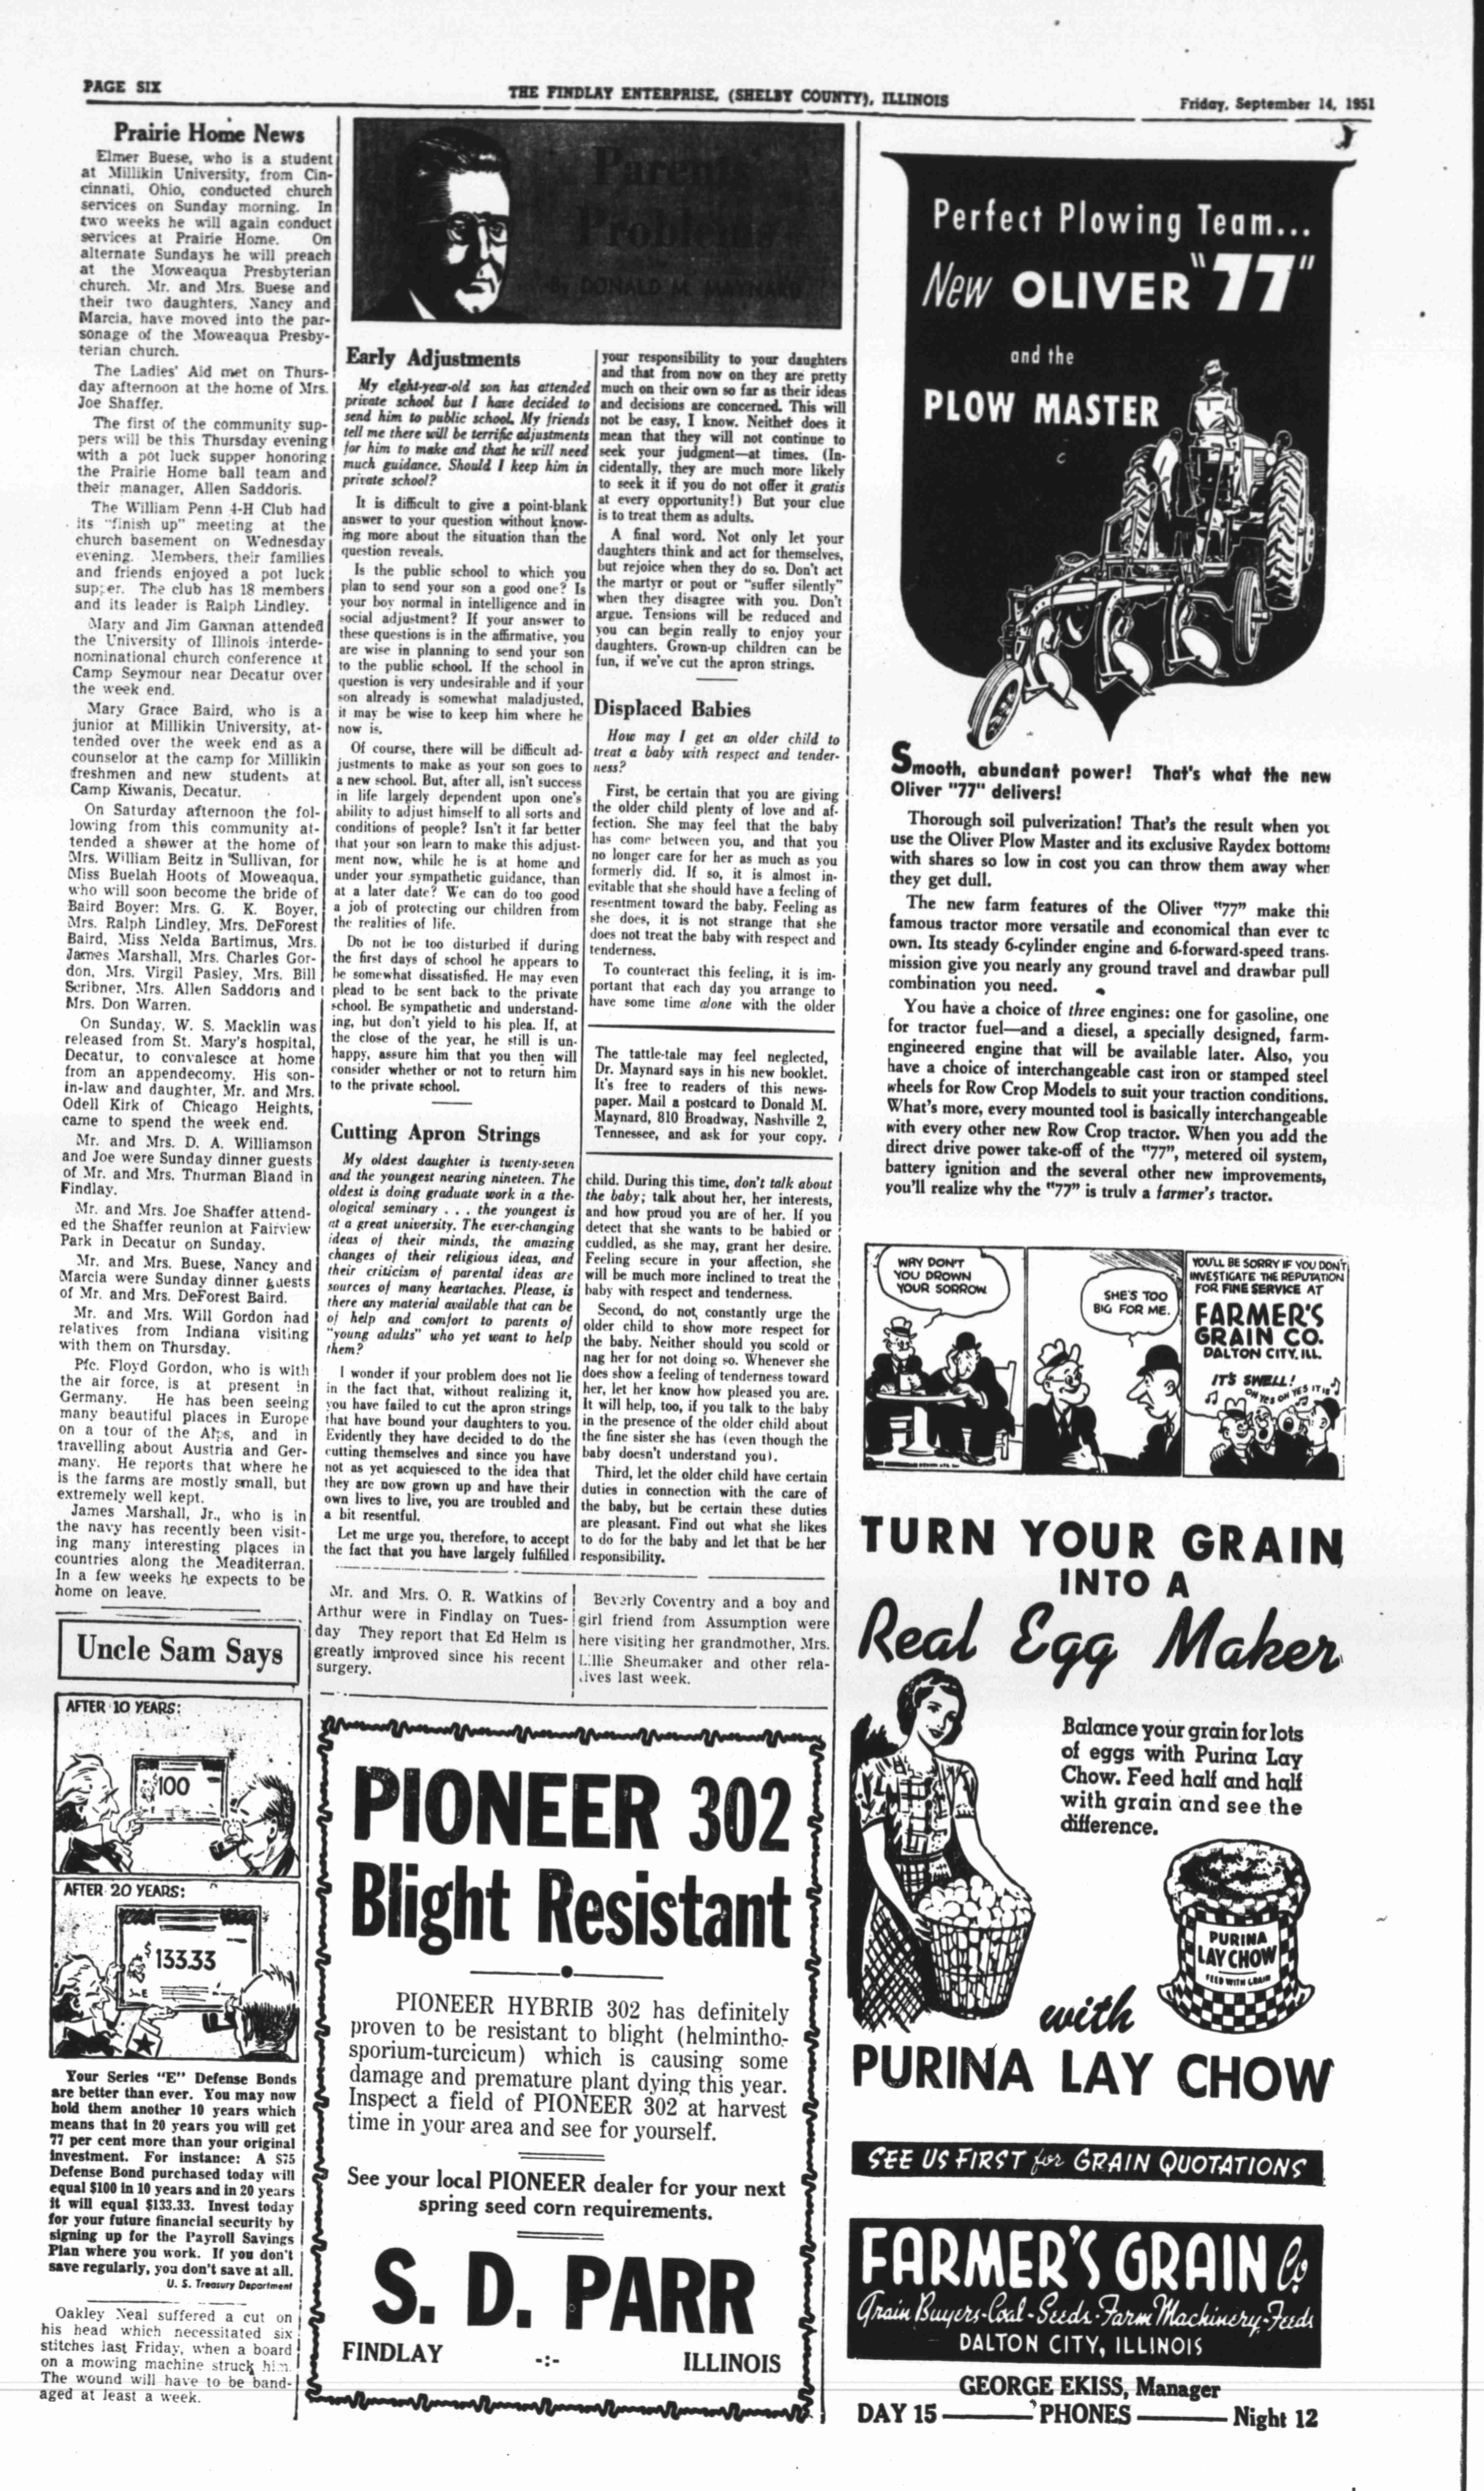 PAGE SIX
THE FINDLAY ENTERPRISE, (SHELBY COUNTY), ILLINOIS
Friday, September 14, 1951
Prairie Home News
Elmer Buese, who is a student
at Millikin University, from Cin-
cinnati, Ohio, conducted church
services on Sunday morning. In
two weeks he will again conduct
services at Prairie Home. On
alternate Sundays he will preach
at the Moweaqua Presbyterian
church. Mr. and Mrs. Buese and
their two daughters, Nancy and
Marcia, have moved into the par-
sonage of the Moweaqua Presby-
terian church.
The Ladies' Aid met on Thurs-
day afternoon at the home of Mrs.
Joe Shaffer.
The first of the community sup-
pers will be this Thursday evening
with a pot luck supper honoring
the Prairie Home ball team and
their manager, Allen Saddoris.
The William Penn 4-H Club had
its "finish up" meeting at the
church basement on Wednesday
evening. Members, their families
and friends enjoyed a pot luck
supper. The club has 18 members
and its leader is Ralph Lindley.
Mary and Jim Garman attended
the University of Illinois interde-
nominational church conference at
Camp Seymour near Decatur over
the week end.
Mary Grace Baird, who is a
junior at Millikin University, at-
tended over the week end as a
counselor at the camp for Millikin
freshmen and new students at
Camp Kiwanis, Decatur.
On Saturday afternoon the fol-
lowing from this community at-
tended a shower at the home of
Mrs. William Beitz in Sullivan, for
Miss Buelah Hoots of Moweaqua,
who will soon become the bride of
Baird Boyer: Mrs. G. K. Boyer,
Mrs. Ralph Lindley, Mrs. DeForest
Baird, Miss Nelda Bartimus, Mrs.
James Marshall, Mrs. Charles Gor-
don, Mrs. Virgil Pasley, Mrs. Bill
Scribner, Mrs. Allen Saddoris and
Mrs. Don Warren.
On Sunday, W. S. Macklin was
released from St. Mary's hospital,
Decatur, to convalesce at home
from an appendecomy. His son-
in-law and daughter, Mr. and Mrs.
Odell Kirk of Chicago Heights,
came to spend the week end.
Mr. and Mrs. D. A. Williamson
and Joe were Sunday dinner guests
of Mr. and Mrs. Thurman Bland in
Findlay.
Mr. and Mrs. Joe Shaffer attend-
ed the Shaffer reunion at Fairview
Park in Decatur on Sunday.
Mr. and Mrs. Buese, Nancy and
Marcia were Sunday dinner guests
of Mr. and Mrs. DeForest Baird.
Mr. and Mrs. Will Gordon had
relatives from Indiana visiting
with them on Thursday.
Pfc. Floyd Gordon, who is with
the air force, is at present in
Germany. He has been seeing
many beautiful places in Europe
on a tour of the Alps, and in
travelling about Austria and Ger-
many. He reports that where he
is the farms are mostly small, but
extremely well kept.
James Marshall, Jr., who is in
the navy has recently been visit-
ing many interesting places in
countries along the Meaditerran.
In a few weeks he expects to be
home on leave.
Uncle Sam Says
AFTER 10 YEARS:
$100
AFTER 20 YEARS:
$133.33
Your Series "E" Defense Bonds
are better than ever. You may now
hold them another 10 years which
means that in 20 years you will get
77 per cent more than your original
investment. For instance: A $75
Defense Bond purchased today will
equal $100 in 10 years and in 20 years
it will equal $133.33. Invest today
for your future financial security by
signing up for the Payroll Savings
Plan where you work. If you don't
save regularly, you don't save at all.
U. S. Treasury Department
Oakley Neal suffered a cut on
his head which necessitated six
stitches last Friday, when a board
on a mowing machine struck him.
The wound will have to be band-
aged at least a week.
Parents'
Problems
By DONALD M. MAYNARD
Early Adjustments
My eight-year-old son has attended
private school but I have decided to
send him to public school. My friends
tell me there will be terrific adjustments
for him to make and that he will need
much guidance. Should I keep him in
private school?
It is difficult to give a point-blank
answer to your question without know-
ing more about the situation than the
question reveals.
Is the public school to which you
plan to send your son a good one? Is
your boy normal in intelligence and in
social adjustment? If your answer to
these questions is in the affirmative, you
are wise in planning to send your son
to the public school. If the school in
question is very undesirable and if your
son already is somewhat maladjusted,
it may be wise to keep him where he
now is.
Of course, there will be difficult ad-
justments to make as your son goes to
a new school. But, after all, isn't success
in life largely dependent upon one's
ability to adjust himself to all sorts and
conditions of people? Isn't it far better
that your son learn to make this adjust-
ment now, while he is at home and
under your sympathetic guidance, than
at a later date? We can do too good
a job of protecting our children from
the realities of life.
Do not be too disturbed if during
the first days of school he appears to
be somewhat dissatisfied. He may even
plead to be sent back to the private
school. Be sympathetic and understand-
ing, but don't yield to his plea. If, at
the close of the year, he still is un-
happy, assure him that you then will
consider whether or not to return him
to the private school.
Cutting Apron Strings
My oldest daughter is twenty-seven
and the youngest nearing nineteen. The
oldest is doing graduate work in a the-
ological seminary . . . the youngest is
at a great university. The ever-changing
ideas of their minds, the amazing
changes of their religious ideas, and
their criticism of parental ideas are
sources of many heartaches. Please, is
there any material available that can be
of help and comfort to parents of
"young adults" who yet want to help
them?
I wonder if your problem does not lie
in the fact that, without realizing it,
you have failed to cut the apron strings
that have bound your daughters to you.
Evidently they have decided to do the
cutting themselves and since you have
not as yet acquiesced to the idea that
they are now grown up and have their
own lives to live, you are troubled and
a bit resentful.
Let me urge you, therefore, to accept
the fact that you have largely fulfilled
your responsibility to your daughters
and that from now on they are pretty
much on their own so far as their ideas
and decisions are concerned. This will
not be easy, I know. Neither does it
mean that they will not continue to
seek your judgment—at times. (In-
cidentally, they are much more likely
to seek it if you do not offer it gratis
at every opportunity!) But your clue
is to treat them as adults.
A final word. Not only let your
daughters think and act for themselves,
but rejoice when they do so. Don't act
the martyr or pout or "suffer silently"
when they disagree with you. Don't
argue. Tensions will be reduced and
you can begin really to enjoy your
daughters. Grown-up children can be
fun, if we've cut the apron strings.
Displaced Babies
How may I get an older child to
treat a baby with respect and tender-
ness?
First, be certain that you are giving
the older child plenty of love and af-
fection. She may feel that the baby
has come between you, and that you
no longer care for her as much as you
formerly did. If so, it is almost in-
evitable that she should have a feeling of
resentment toward the baby. Feeling as
she does, it is not strange that she
does not treat the baby with respect and
tenderness.
To counteract this feeling, it is im-
portant that each day you arrange to
have some time alone with the older
The tattle-tale may feel neglected,
Dr. Maynard says in his new booklet.
It's free to readers of this news-
paper. Mail a postcard to Donald M.
Maynard, 810 Broadway, Nashville 2,
Tennessee, and ask for your copy.
child. During this time, don't talk about
the baby; talk about her, her interests,
and how proud you are of her. If you
detect that she wants to be babied or
cuddled, as she may, grant her desire.
Feeling secure in your affection, she
will be much more inclined to treat the
baby with respect and tenderness.
Second, do not, constantly urge the
older child to show more respect for
the baby. Neither should you scold or
nag her for not doing so. Whenever she
does show a feeling of tenderness toward
her, let her know how pleased you are.
It will help, too, if you talk to the baby
in the presence of the older child about
the fine sister she has (even though the
baby doesn't understand you).
Third, let the older child have certain
duties in connection with the care of
the baby, but be certain these duties
are pleasant. Find out what she likes
to do for the baby and let that be her
responsibility.
Mr. and Mrs. O. R. Watkins of
Arthur were in Findlay on Tues-
day They report that Ed Helm is
greatly improved since his recent
surgery.
Beverly Coventry and a boy and
girl friend from Assumption were
here visiting her grandmother, Mrs.
Lillie Sheumaker and other rela-
tives last week.
PIONEER 302
Blight Resistant
PIONEER HYBRIB 302 has definitely
proven to be resistant to blight (helmintho-
sporium-turcicum) which is causing some
damage and premature plant dying this year.
Inspect a field of PIONEER 302 at harvest
time in your area and see for yourself.
See your local PIONEER dealer for your next
spring seed corn requirements.
S. D. PARR
FINDLAY -:- ILLINOIS
Perfect Plowing Team...
New OLIVER "77"
and the
PLOW MASTER
Smooth, abundant power! That's what the new
Oliver "77" delivers!
Thorough soil pulverization! That's the result when you
use the Oliver Plow Master and its exclusive Raydex bottoms
with shares so low in cost you can throw them away when
they get dull.
The new farm features of the Oliver "77" make this
famous tractor more versatile and economical than ever to
own. Its steady 6-cylinder engine and 6-forward-speed trans-
mission give you nearly any ground travel and drawbar pull
combination you need.
You have a choice of three engines: one for gasoline, one
for tractor fuel—and a diesel, a specially designed, farm-
engineered engine that will be available later. Also, you
have a choice of interchangeable cast iron or stamped steel
wheels for Row Crop Models to suit your traction conditions.
What's more, every mounted tool is basically interchangeable
with every other new Row Crop tractor. When you add the
direct drive power take-off of the "77", metered oil system,
battery ignition and the several other new improvements,
you'll realize why the "77" is truly a farmer's tractor.
WHY DON'T
YOU DROWN
YOUR SORROW
SHE'S TOO
BIG FOR ME.
YOU'LL BE SORRY IF YOU DON'T
INVESTIGATE THE REPUTATION
FOR FINE SERVICE AT
FARMER'S
GRAIN CO.
DALTON CITY, ILL.
IT'S SWELL!
OH YES OH YES IT IS
TURN YOUR GRAIN
INTO A
Real Egg Maker
Balance your grain for lots
of eggs with Purina Lay
Chow. Feed half and half
with grain and see the
difference.
PURINA
LAY CHOW
FEED WITH GRAIN
with
PURINA LAY CHOW
SEE US FIRST for GRAIN QUOTATIONS
FARMER'S GRAIN Co.
Grain Buyers-Coal-Seeds-Farm Machinery-Feeds
DALTON CITY, ILLINOIS
GEORGE EKISS, Manager
DAY 15 — PHONES — Night 12